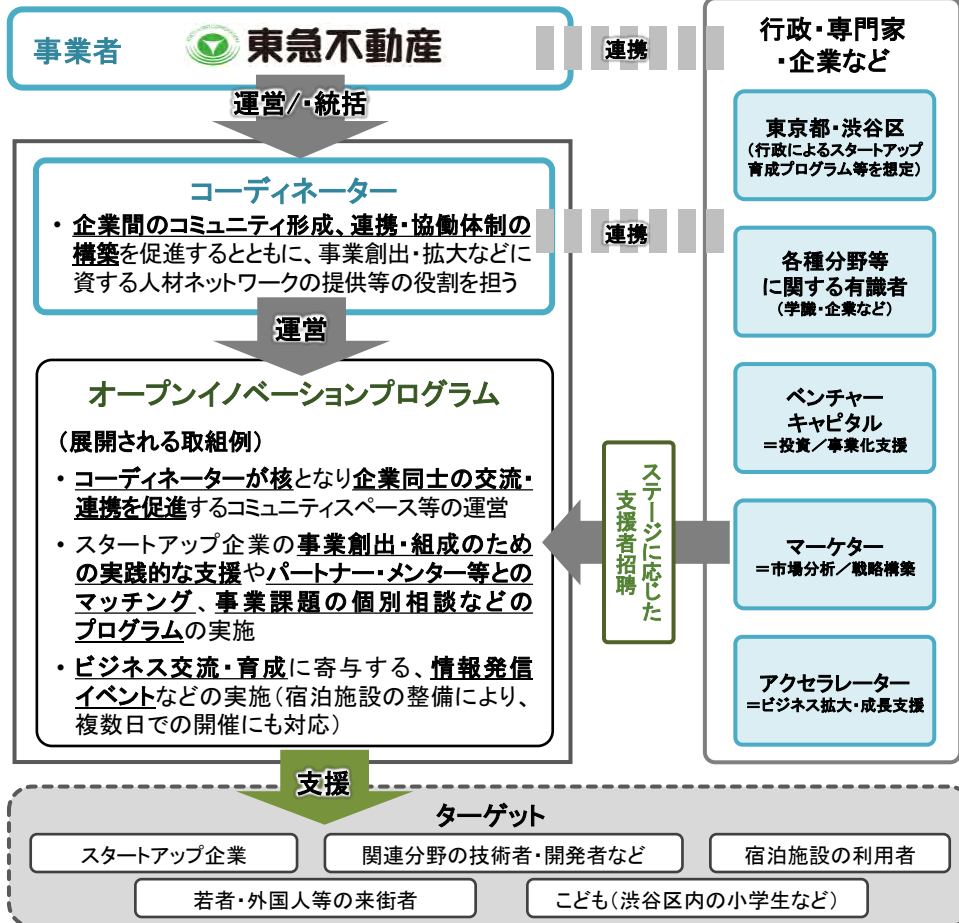 事業者
東急不動産
連携
運営/・統括
コーディネーター
・企業間のコミュニティ形成、連携・協働体制の
構築を促進するとともに、事業創出・拡大などに
資する人材ネットワークの提供等の役割を担う
連携
運営
オープンイノベーションプログラム
（展開される取組例）
・コーディネーターが核となり企業同士の交流・
連携を促進するコミュニティスペース等の運営
・スタートアップ企業の事業創出・組成のため
の実践的な支援やパートナー・メンター等との
マッチング、事業課題の個別相談などの
プログラムの実施
・ビジネス交流・育成に寄与する、情報発信
イベントなどの実施（宿泊施設の整備により、
複数日での開催にも対応）
ステージに応じた
支援者招聘
行政・専門家
・企業など
東京都・渋谷区
（行政によるスタートアップ
育成プログラム等を想定）
各種分野等
に関する有識者
（学識・企業など）
ベンチャー
キャピタル
＝投資／事業化支援
マーケター
＝市場分析／戦略構築
アクセラレーター
＝ビジネス拡大・成長支援
支援
ターゲット
スタートアップ企業
関連分野の技術者・開発者など
宿泊施設の利用者
若者・外国人等の来街者
こども（渋谷区内の小学生など）